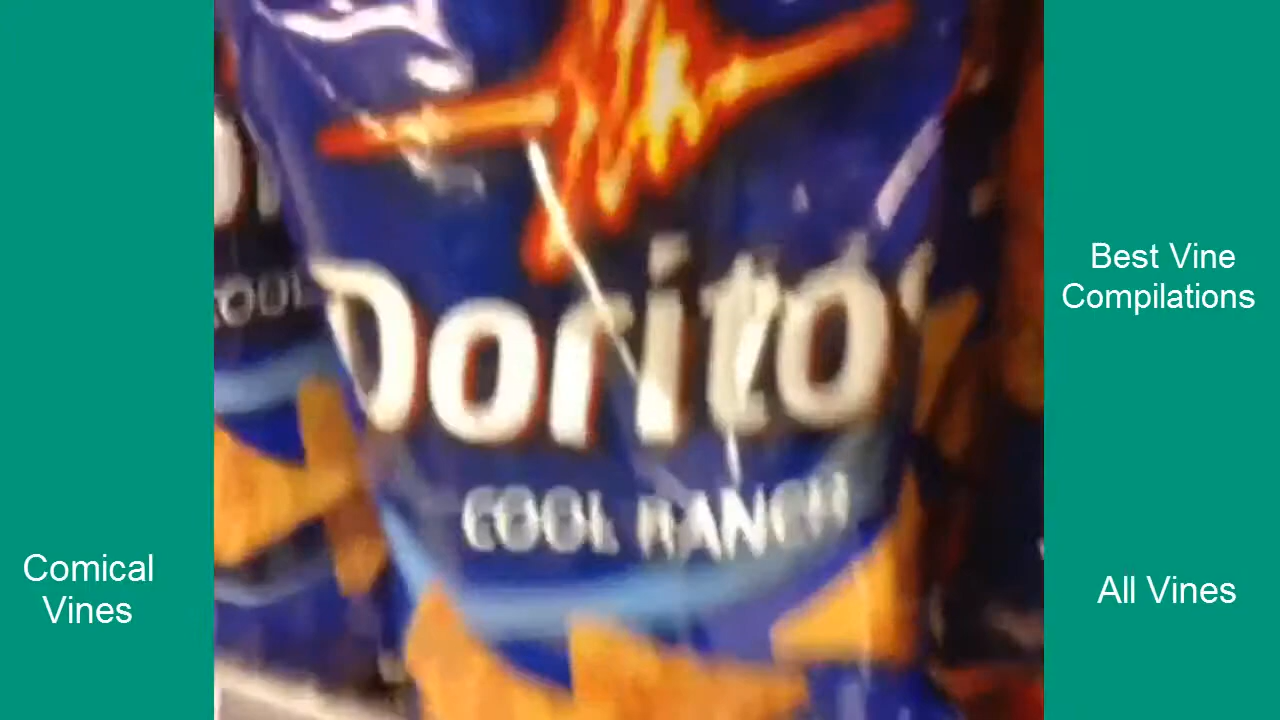 Doritos
COOL RANCH
Best Vine
Compilations
Comical
Vines
All Vines